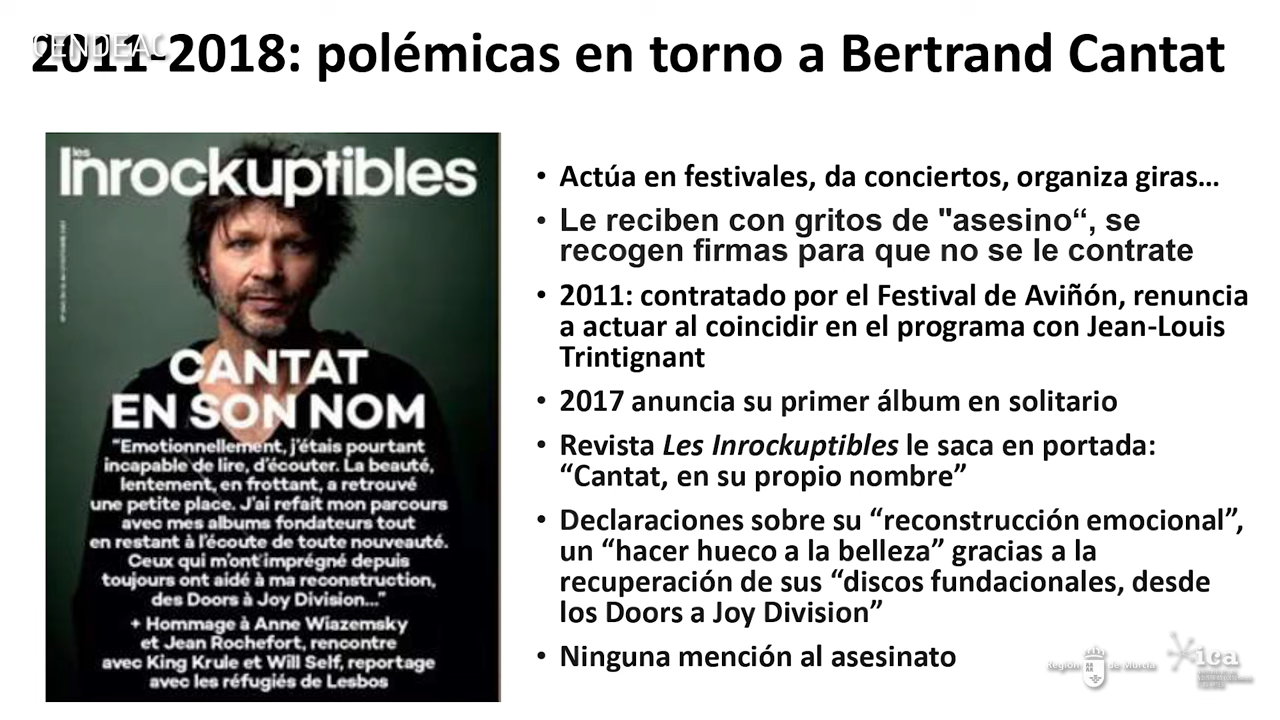 CENDEAC
2011-2018: polémicas en torno a Bertrand Cantat
les
Inrockuptibles
CANTAT
EN SON NOM
“Emotionnellement, j’étais pourtant
incapable de lire, d’écouter. La beauté,
lentement, en frottant, a retrouvé
une petite place. J’ai refait mon parcours
avec mes albums fondateurs tout
en restant à l’écoute de toute nouveauté.
Ceux qui m’ont imprégné depuis
toujours ont aidé à ma reconstruction,
des Doors à Joy Division...”
+ Hommage à Anne Wiazemsky
et Jean Rochefort, rencontre
avec King Krule et Will Self, reportage
avec les réfugiés de Lesbos
• Actúa en festivales, da conciertos, organiza giras…
• Le reciben con gritos de "asesino“, se
recogen firmas para que no se le contrate
• 2011: contratado por el Festival de Aviñón, renuncia
a actuar al coincidir en el programa con Jean-Louis
Trintignant
• 2017 anuncia su primer álbum en solitario
• Revista Les Inrockuptibles le saca en portada:
“Cantat, en su propio nombre”
• Declaraciones sobre su “reconstrucción emocional”,
un “hacer hueco a la belleza” gracias a la
recuperación de sus “discos fundacionales, desde
los Doors a Joy Division”
• Ninguna mención al asesinato
Región de Murcia
ica